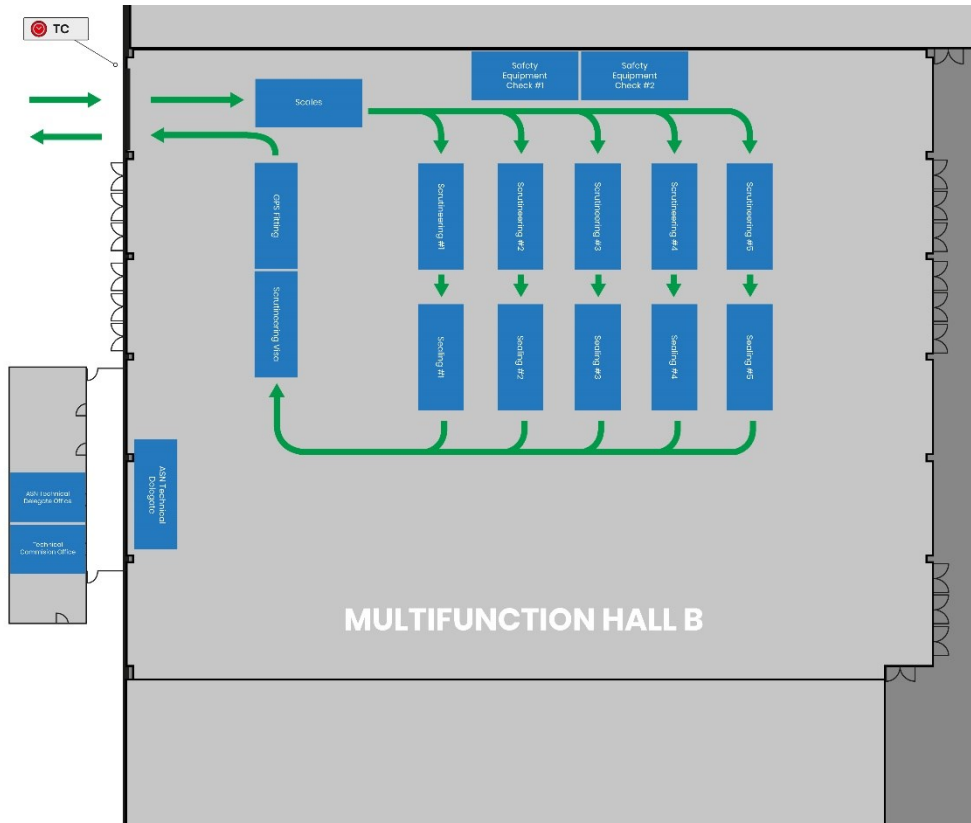 TC
Scales
Safety
Equipment
Check #1
Safety
Equipment
Check #2
GPS Fitting
Scrutineering Visa
Scrutineering #1
Scrutineering #2
Scrutineering #3
Scrutineering #4
Scrutineering #5
Sealing #1
Sealing #2
Sealing #3
Sealing #4
Sealing #5
ASN Technical
Delegate
ASN Technical
Delegate Office
Technical
Commision Office
MULTIFUNCTION HALL B